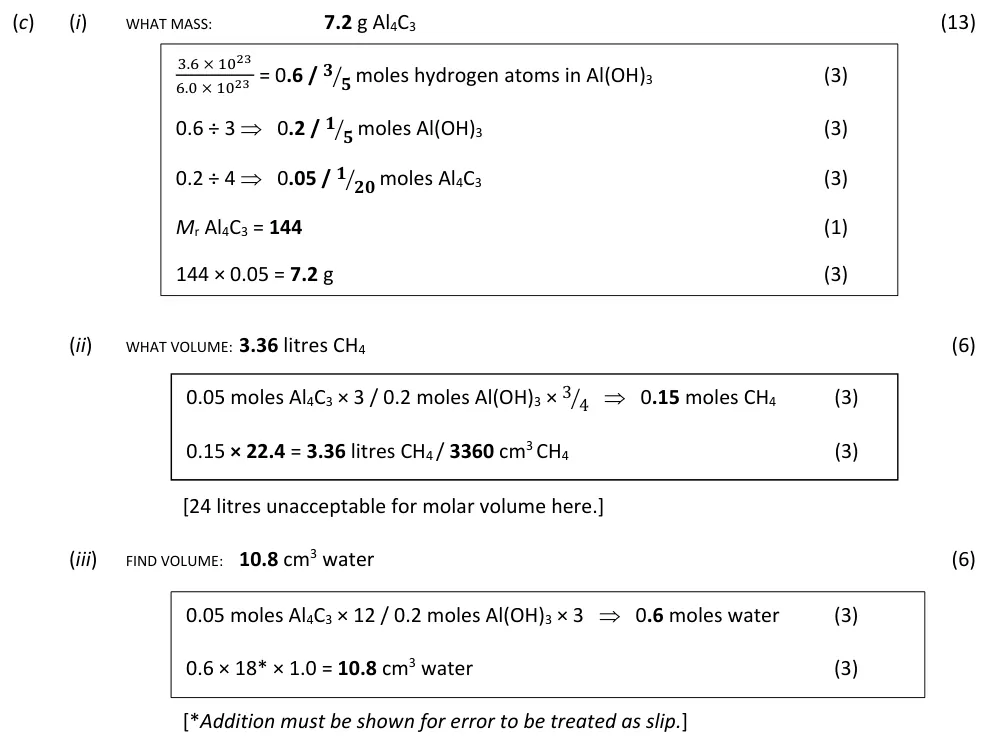 (c) (i) WHAT MASS: 7.2 g Al₄C₃ (13)
3.6 × 10²³ / 6.0 × 10²³ = 0.6 / 3/5 moles hydrogen atoms in Al(OH)₃ (3)
0.6 ÷ 3 ⇒ 0.2 / 1/5 moles Al(OH)₃ (3)
0.2 ÷ 4 ⇒ 0.05 / 1/20 moles Al₄C₃ (3)
Mᵣ Al₄C₃ = 144 (1)
144 × 0.05 = 7.2 g (3)
(ii) WHAT VOLUME: 3.36 litres CH₄ (6)
0.05 moles Al₄C₃ × 3 / 0.2 moles Al(OH)₃ × 3/4 ⇒ 0.15 moles CH₄ (3)
0.15 × 22.4 = 3.36 litres CH₄ / 3360 cm³ CH₄ (3)
[24 litres unacceptable for molar volume here.]
(iii) FIND VOLUME: 10.8 cm³ water (6)
0.05 moles Al₄C₃ × 12 / 0.2 moles Al(OH)₃ × 3 ⇒ 0.6 moles water (3)
0.6 × 18* × 1.0 = 10.8 cm³ water (3)
[*Addition must be shown for error to be treated as slip.]